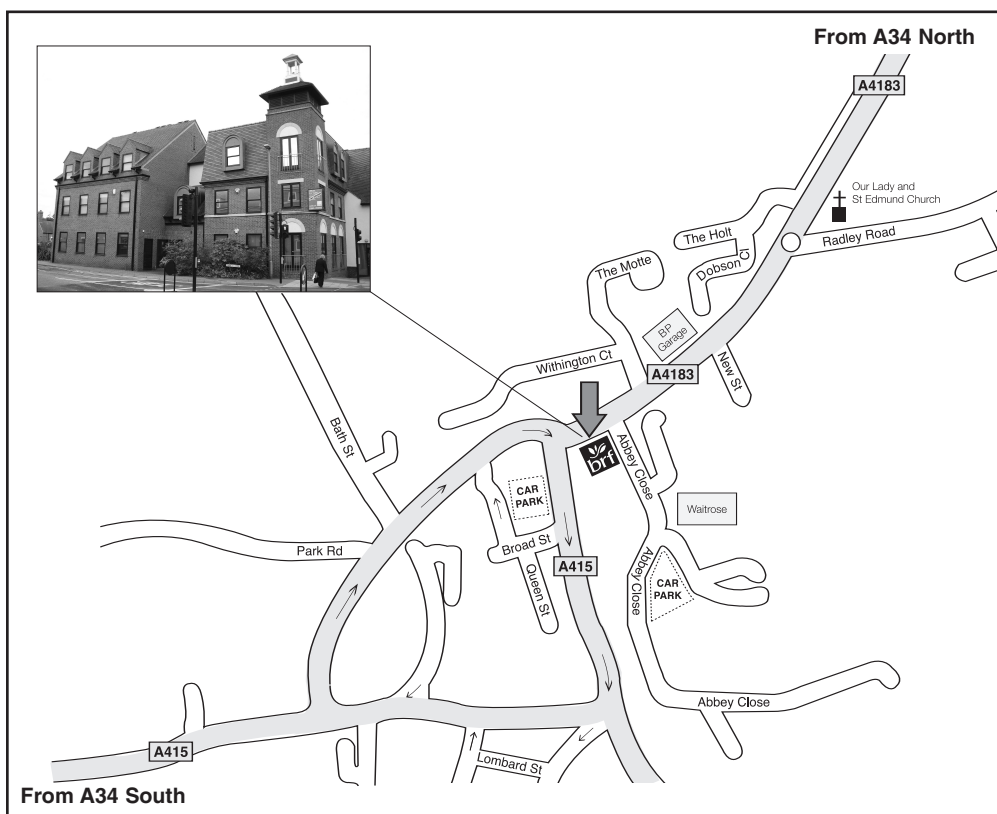 From A34 North
A4183
Our Lady and
St Edmund Church
The Holt
Radley Road
The Motte
Dobson Cl
BP
Garage
Withington Ct
A4183
New St
Bath St
brf
Abbey Close
CAR
PARK
Waitrose
Park Rd
Broad St
A415
Queen St
Abbey Close
CAR
PARK
Abbey Close
A415
Lombard St
From A34 South